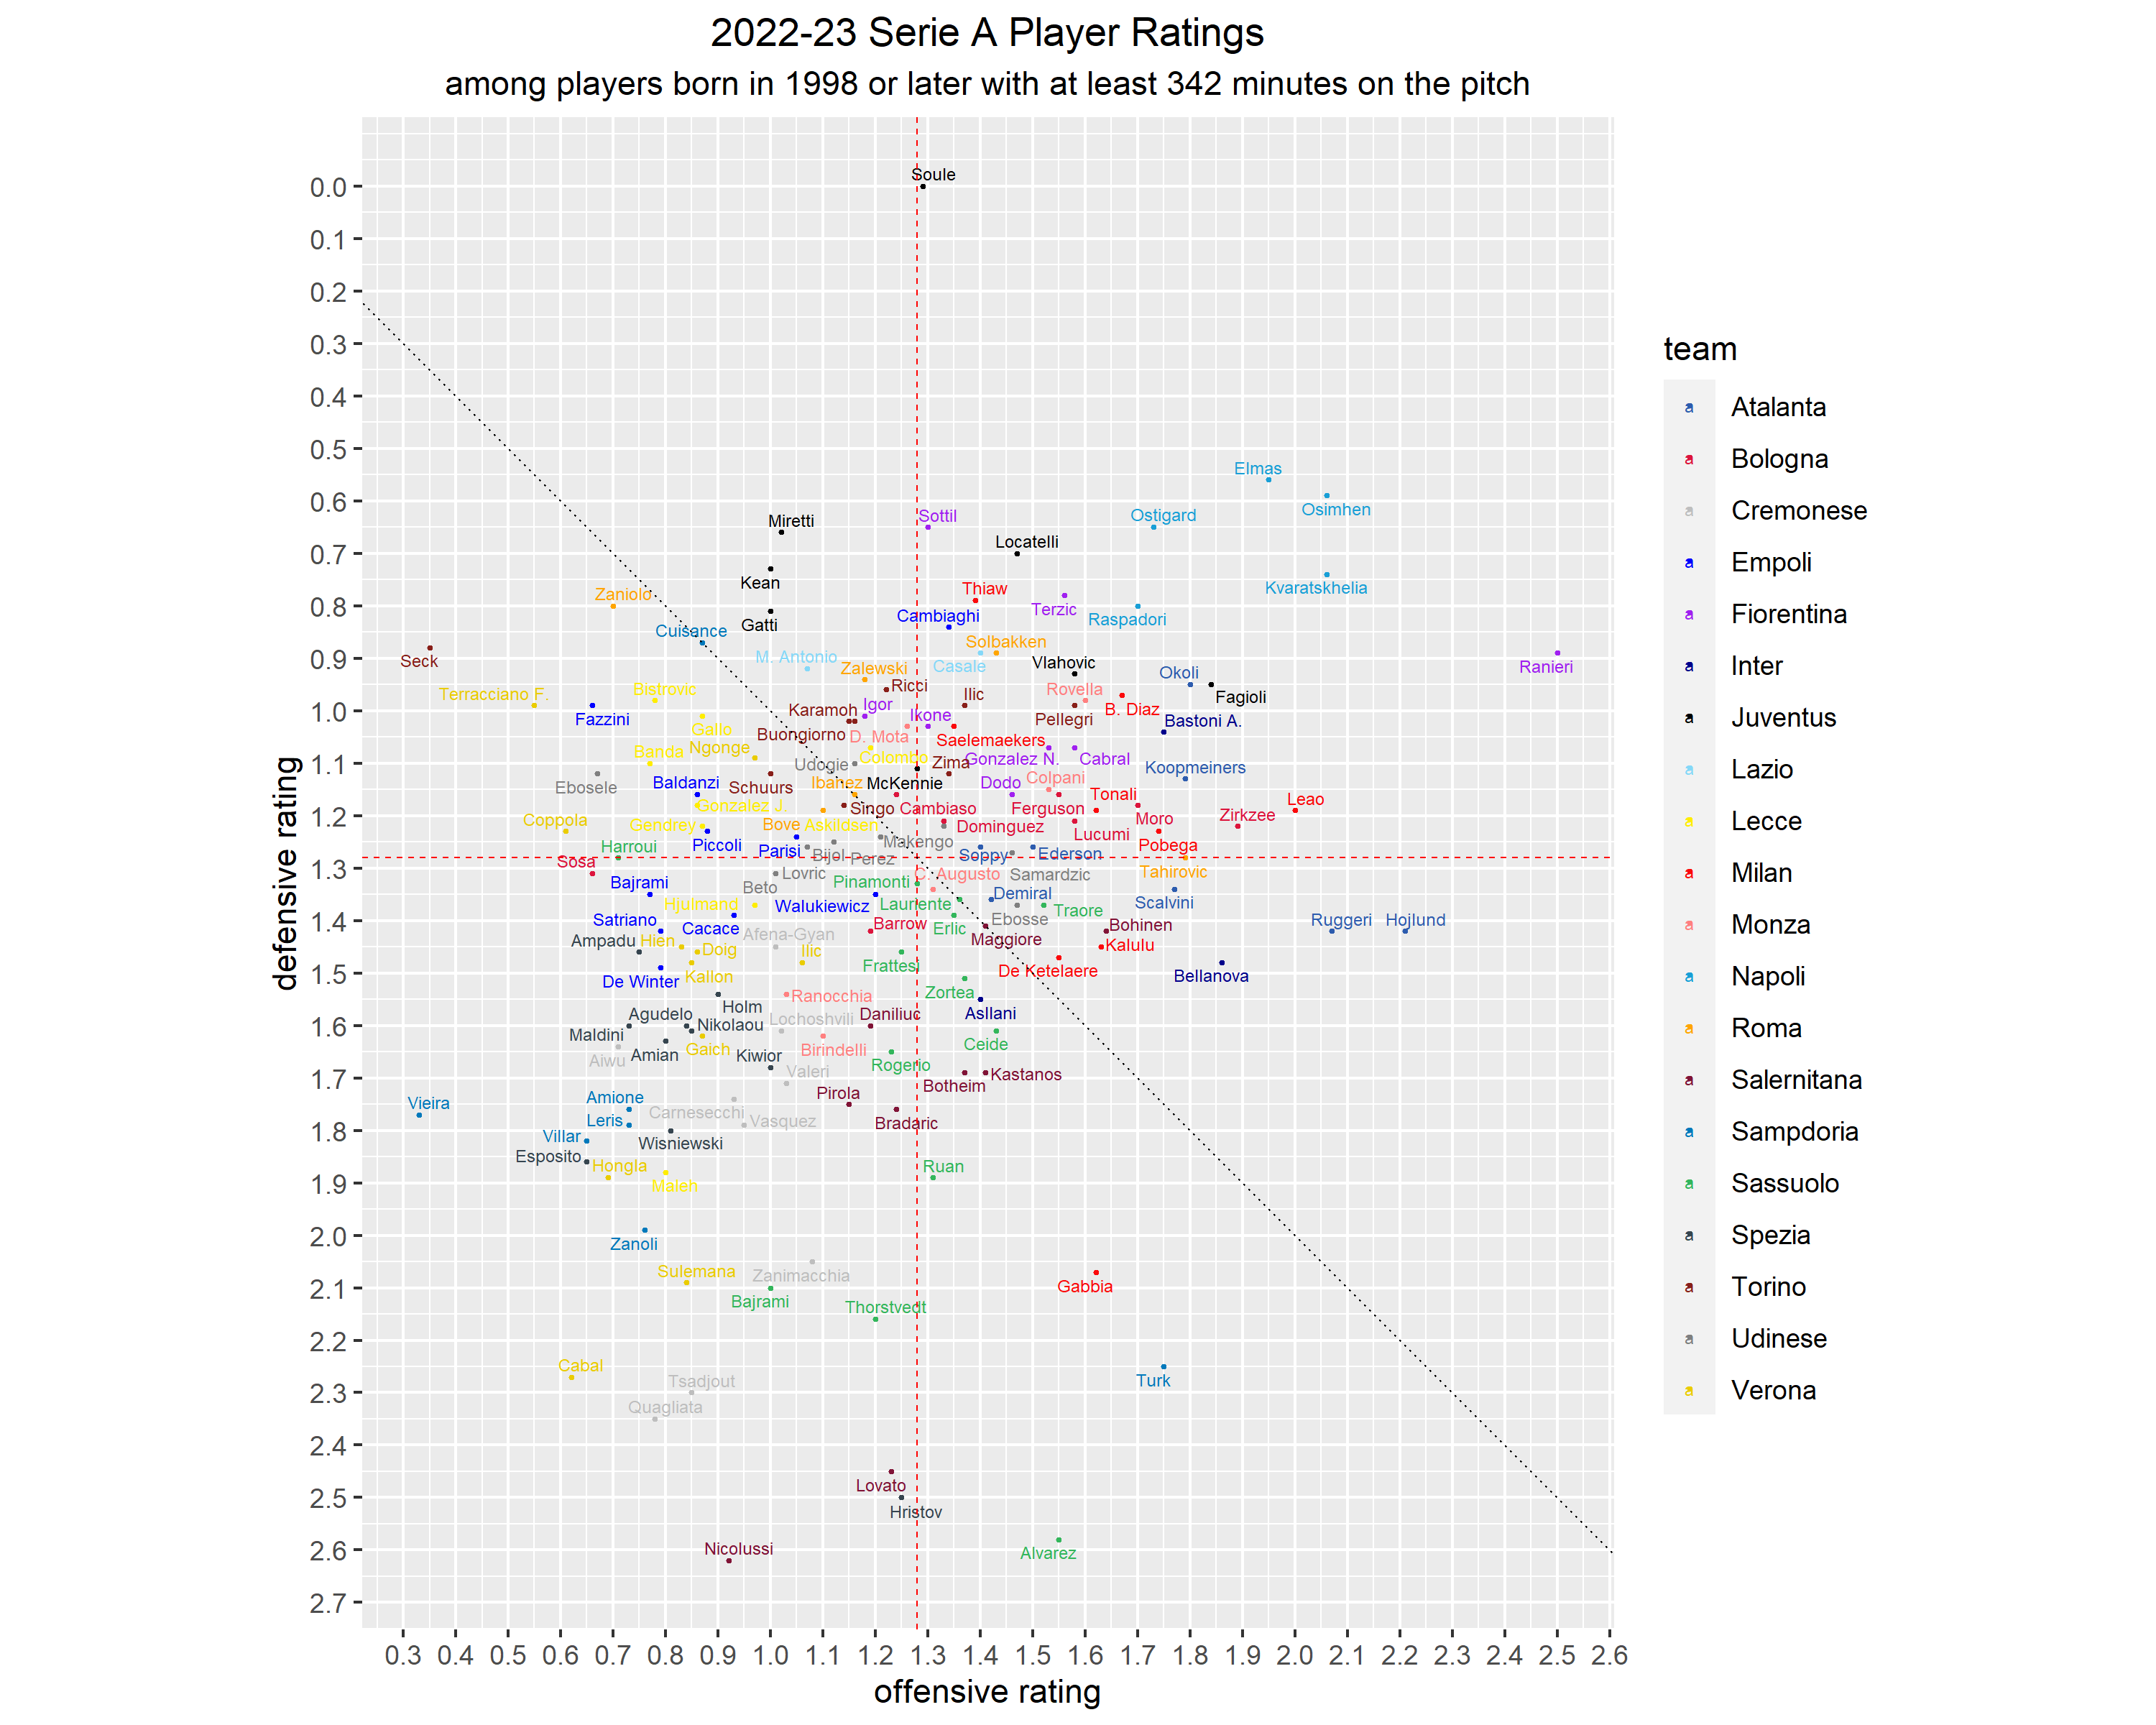 2022-23 Serie A Player Ratings
among players born in 1998 or later with at least 342 minutes on the pitch
defensive rating
0.0
0.1
0.2
0.3
0.4
0.5
0.6
0.7
0.8
0.9
1.0
1.1
1.2
1.3
1.4
1.5
1.6
1.7
1.8
1.9
2.0
2.1
2.2
2.3
2.4
2.5
2.6
2.7
Soule
Elmas
Osimhen
Ostigard
Sottil
Miretti
Locatelli
Kean
Kvaratskhelia
Thiaw
Zaniolo
Terzic
Cambiaghi
Raspadori
Gatti
Cuisance
Solbakken
M. Antonio
Seck
Casale
Vlahovic
Ranieri
Zalewski
Okoli
Ricci
Rovella
Bistrovic
Terracciano F.
Ilic
Fagioli
Igor
Karamoh
B. Diaz
Ikone
Fazzini
Pellegri
Bastoni A.
Gallo
Buongiorno
D. Mota
Saelemaekers
Ngonge
Banda
Colombo
Gonzalez N.
Cabral
Zima
Udogie
Koopmeiners
Colpani
Baldanzi
Ibanez
McKennie
Dodo
Ebosele
Schuurs
Tonali
Leao
Gonzalez J.
Singo
Cambiaso
Ferguson
Zirkzee
Moro
Coppola
Gendrey
Bove
Askildsen
Dominguez
Lucumi
Makengo
Piccoli
Harroui
Parisi
Bijol
Perez
Soppy
Ederson
Pobega
Sosa
Lovric
C. Augusto
Samardzic
Tahirovic
Bajrami
Pinamonti
Beto
Demiral
Scalvini
Hjulmand
Walukiewicz
Lauriente
Traore
Satriano
Cacace
Barrow
Erlic
Ebosse
Bohinen
Ruggeri
Hojlund
Afena-Gyan
Ampadu
Hien
Doig
Ilic
Maggiore
Kalulu
Frattesi
De Ketelaere
Bellanova
De Winter
Kallon
Ranocchia
Zortea
Holm
Asllani
Agudelo
Nikolaou
Lochoshvili
Daniliuc
Maldini
Gaich
Birindelli
Ceide
Aiwu
Amian
Kiwior
Rogerio
Valeri
Botheim
Kastanos
Amione
Pirola
Vieira
Carnesecchi
Leris
Vasquez
Bradaric
Villar
Wisniewski
Esposito
Hongla
Ruan
Maleh
Zanoli
Sulemana
Zanimacchia
Gabbia
Bajrami
Thorstvedt
Cabal
Tsadjout
Turk
Quagliata
Lovato
Hristov
Nicolussi
Alvarez
0.3 0.4 0.5 0.6 0.7 0.8 0.9 1.0 1.1 1.2 1.3 1.4 1.5 1.6 1.7 1.8 1.9 2.0 2.1 2.2 2.3 2.4 2.5 2.6
offensive rating
team
a Atalanta
a Bologna
a Cremonese
a Empoli
a Fiorentina
a Inter
a Juventus
a Lazio
a Lecce
a Milan
a Monza
a Napoli
a Roma
a Salernitana
a Sampdoria
a Sassuolo
a Spezia
a Torino
a Udinese
a Verona